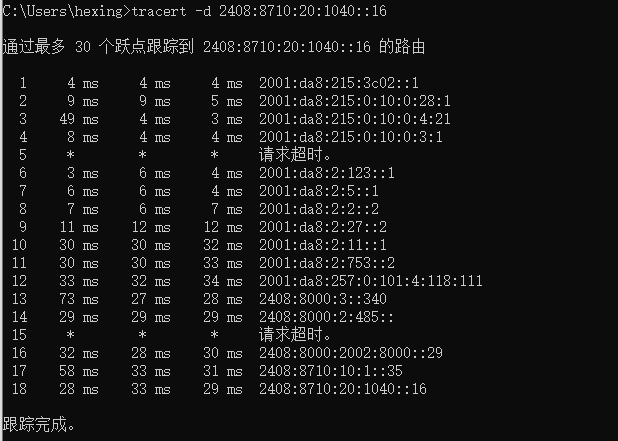 C:\Users\hexing>tracert -d 2408:8710:20:1040::16
通过最多 30 个跃点跟踪到 2408:8710:20:1040::16 的路由
1 4 ms 4 ms 4 ms 2001:da8:215:3c02::1
2 9 ms 9 ms 5 ms 2001:da8:215:0:10:0:28:1
3 49 ms 4 ms 3 ms 2001:da8:215:0:10:0:4:21
4 8 ms 4 ms 4 ms 2001:da8:215:0:10:0:3:1
5 * * * 请求超时。
6 3 ms 6 ms 4 ms 2001:da8:2:123::1
7 6 ms 6 ms 4 ms 2001:da8:2:5::1
8 7 ms 6 ms 7 ms 2001:da8:2:2::2
9 11 ms 12 ms 12 ms 2001:da8:2:27::2
10 30 ms 30 ms 32 ms 2001:da8:2:11::1
11 30 ms 30 ms 33 ms 2001:da8:2:753::2
12 33 ms 32 ms 34 ms 2001:da8:257:0:101:4:118:111
13 73 ms 27 ms 28 ms 2408:8000:3::340
14 29 ms 29 ms 29 ms 2408:8000:2:485::
15 * * * 请求超时。
16 32 ms 28 ms 30 ms 2408:8000:2002:8000::29
17 58 ms 33 ms 31 ms 2408:8710:10:1::35
18 28 ms 33 ms 29 ms 2408:8710:20:1040::16
跟踪完成。